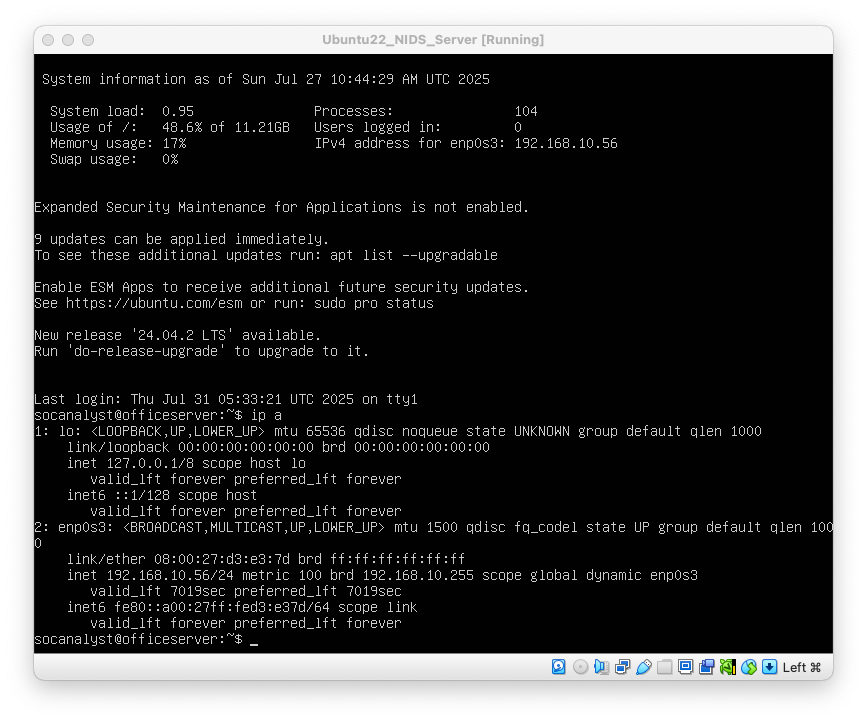 Ubuntu22_NIDS_Server [Running]
System information as of Sun Jul 27 10:44:29 AM UTC 2025
System load:  0.95               Processes:               104
Usage of /:   48.6% of 11.21GB   Users logged in:         0
Memory usage: 17%                IPv4 address for enp0s3: 192.168.10.56
Swap usage:   0%
Expanded Security Maintenance for Applications is not enabled.
9 updates can be applied immediately.
To see these additional updates run: apt list --upgradable
Enable ESM Apps to receive additional future security updates.
See https://ubuntu.com/esm or run: sudo pro status
New release '24.04.2 LTS' available.
Run 'do-release-upgrade' to upgrade to it.
Last login: Thu Jul 31 05:33:21 UTC 2025 on tty1
socanalyst@officeserver:~$ ip a
1: lo: <LOOPBACK,UP,LOWER_UP> mtu 65536 qdisc noqueue state UNKNOWN group default qlen 1000
    link/loopback 00:00:00:00:00:00 brd 00:00:00:00:00:00
    inet 127.0.0.1/8 scope host lo
       valid_lft forever preferred_lft forever
    inet6 ::1/128 scope host
       valid_lft forever preferred_lft forever
2: enp0s3: <BROADCAST,MULTICAST,UP,LOWER_UP> mtu 1500 qdisc fq_codel state UP group default qlen 100
0
    link/ether 08:00:27:d3:e3:7d brd ff:ff:ff:ff:ff:ff
    inet 192.168.10.56/24 metric 100 brd 192.168.10.255 scope global dynamic enp0s3
       valid_lft 7019sec preferred_lft 7019sec
    inet6 fe80::a00:27ff:fed3:e37d/64 scope link
       valid_lft forever preferred_lft forever
socanalyst@officeserver:~$ _
Left ⌘